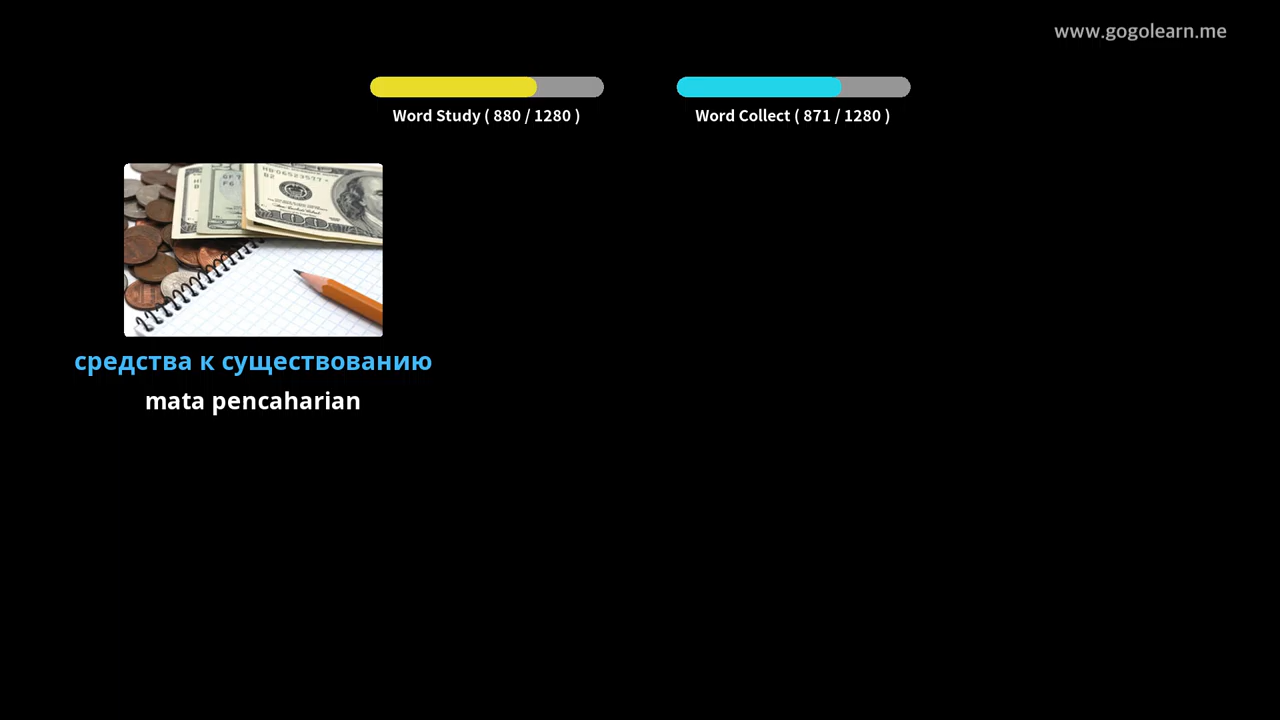 www.gogolearn.me
Word Study ( 880 / 1280 )
Word Collect ( 871 / 1280 )
средства к существованию
mata pencaharian